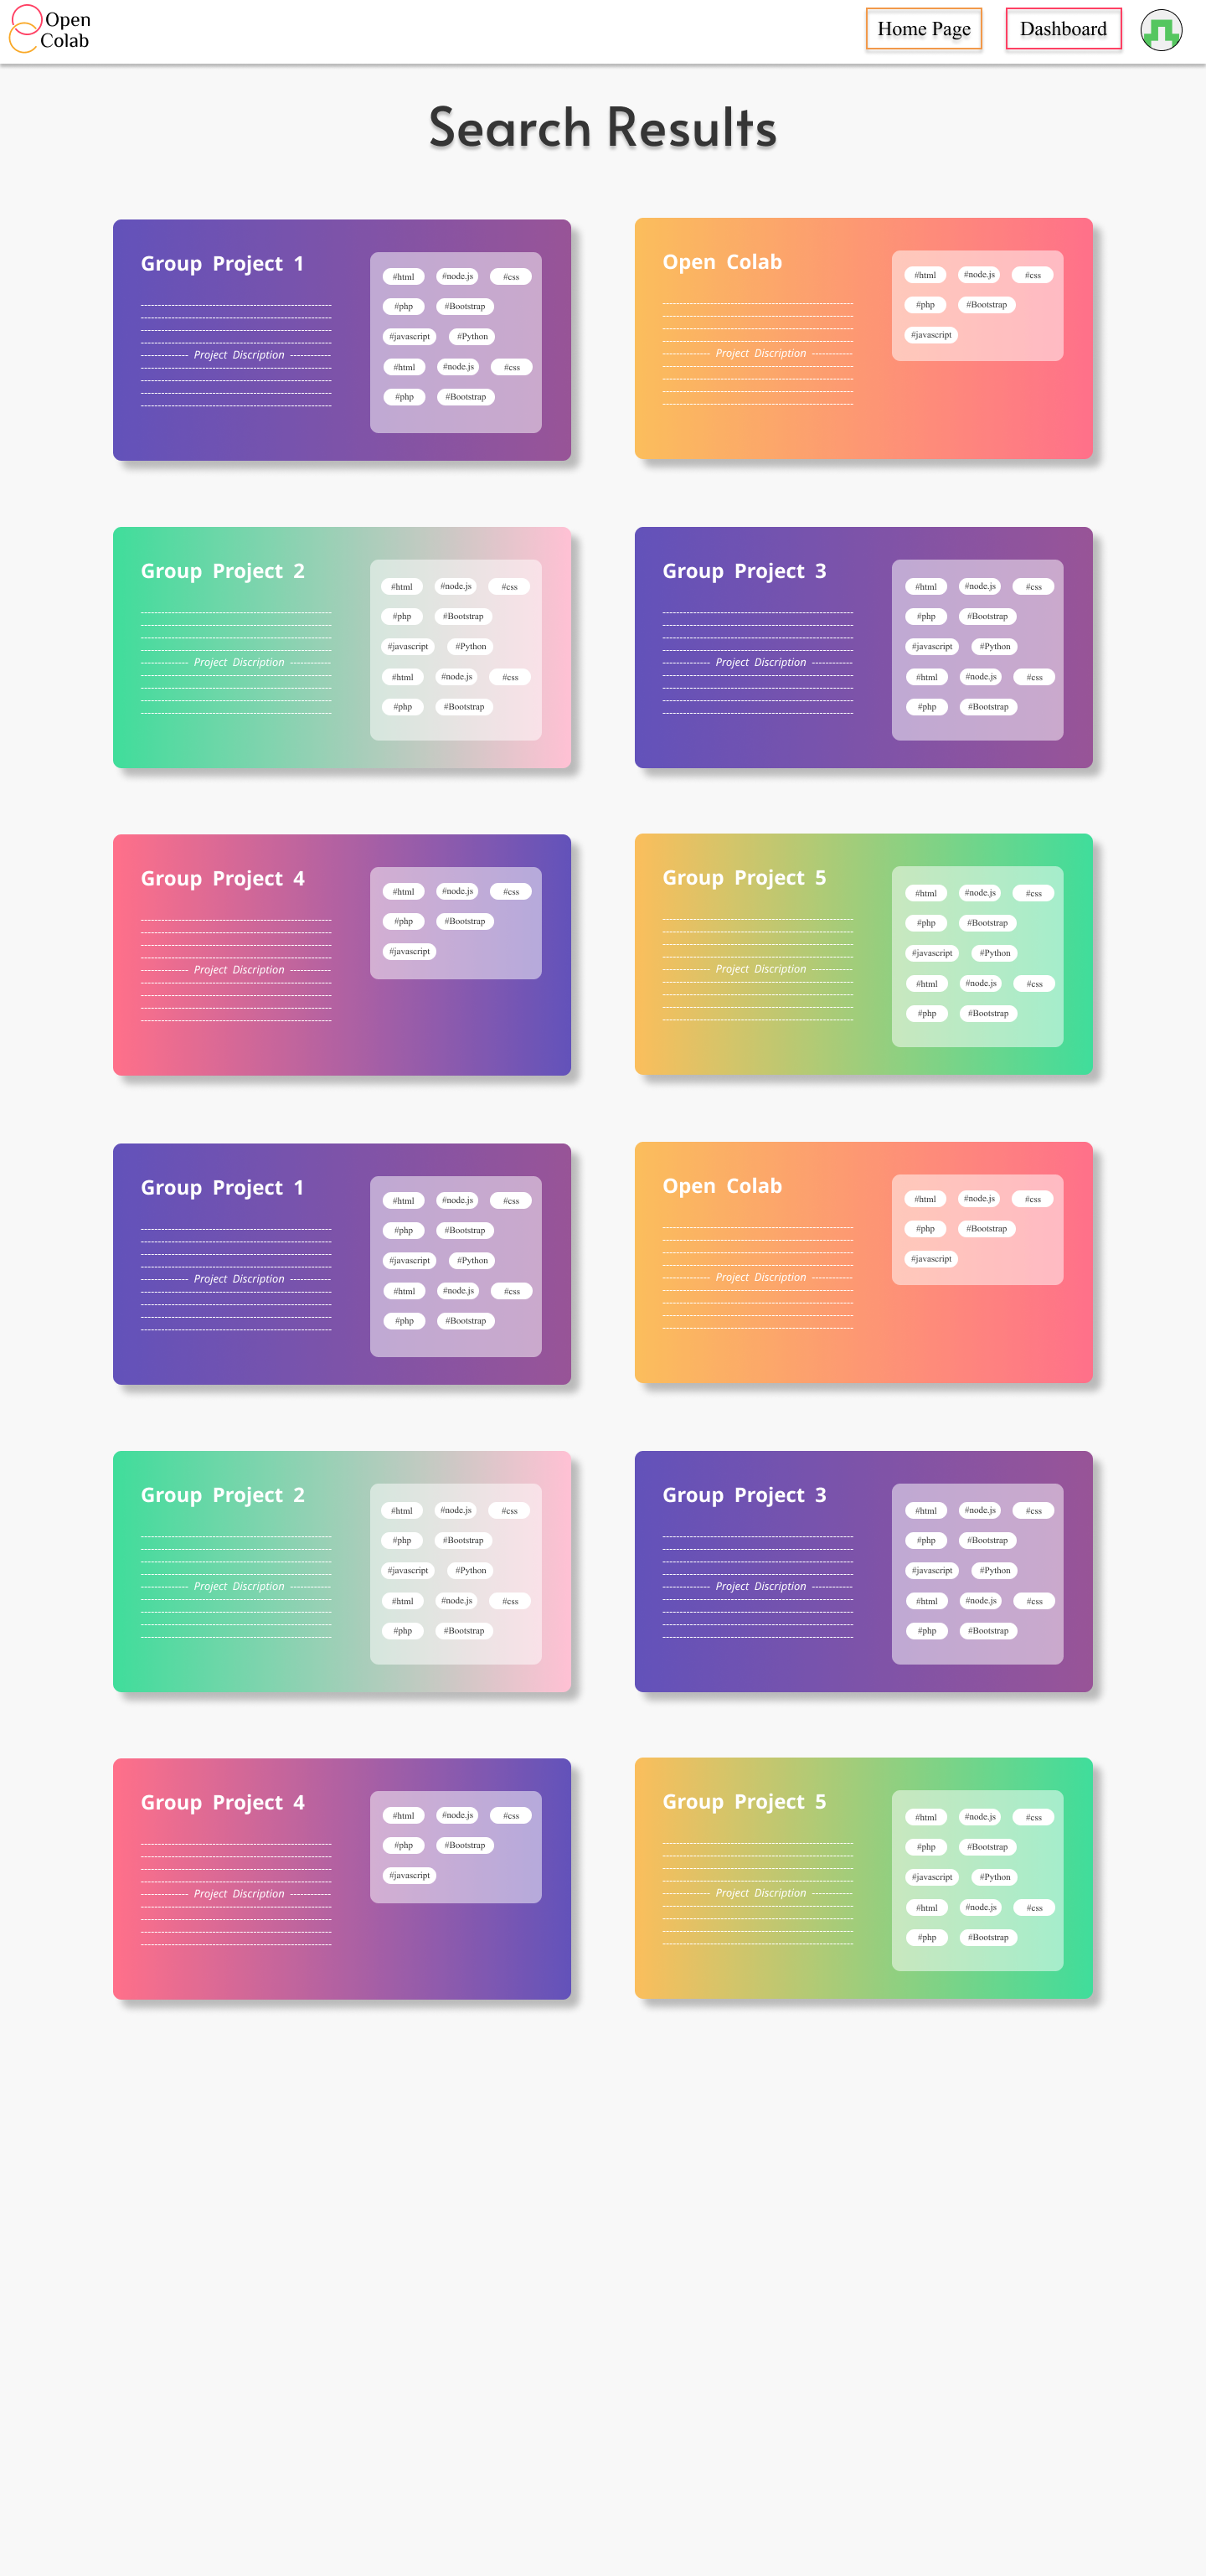 Open
Colab
Home Page
Dashboard
Search Results
Group Project 1
Project Discription
#html #node.js #css
#php #Bootstrap
#javascript #Python
#html #node.js #css
#php #Bootstrap
Open Colab
Project Discription
#html #node.js #css
#php #Bootstrap
#javascript
Group Project 2
Project Discription
#html #node.js #css
#php #Bootstrap
#javascript #Python
#html #node.js #css
#php #Bootstrap
Group Project 3
Project Discription
#html #node.js #css
#php #Bootstrap
#javascript #Python
#html #node.js #css
#php #Bootstrap
Group Project 4
Project Discription
#html #node.js #css
#php #Bootstrap
#javascript
Group Project 5
Project Discription
#html #node.js #css
#php #Bootstrap
#javascript #Python
#html #node.js #css
#php #Bootstrap
Group Project 1
Project Discription
#html #node.js #css
#php #Bootstrap
#javascript #Python
#html #node.js #css
#php #Bootstrap
Open Colab
Project Discription
#html #node.js #css
#php #Bootstrap
#javascript
Group Project 2
Project Discription
#html #node.js #css
#php #Bootstrap
#javascript #Python
#html #node.js #css
#php #Bootstrap
Group Project 3
Project Discription
#html #node.js #css
#php #Bootstrap
#javascript #Python
#html #node.js #css
#php #Bootstrap
Group Project 4
Project Discription
#html #node.js #css
#php #Bootstrap
#javascript
Group Project 5
Project Discription
#html #node.js #css
#php #Bootstrap
#javascript #Python
#html #node.js #css
#php #Bootstrap